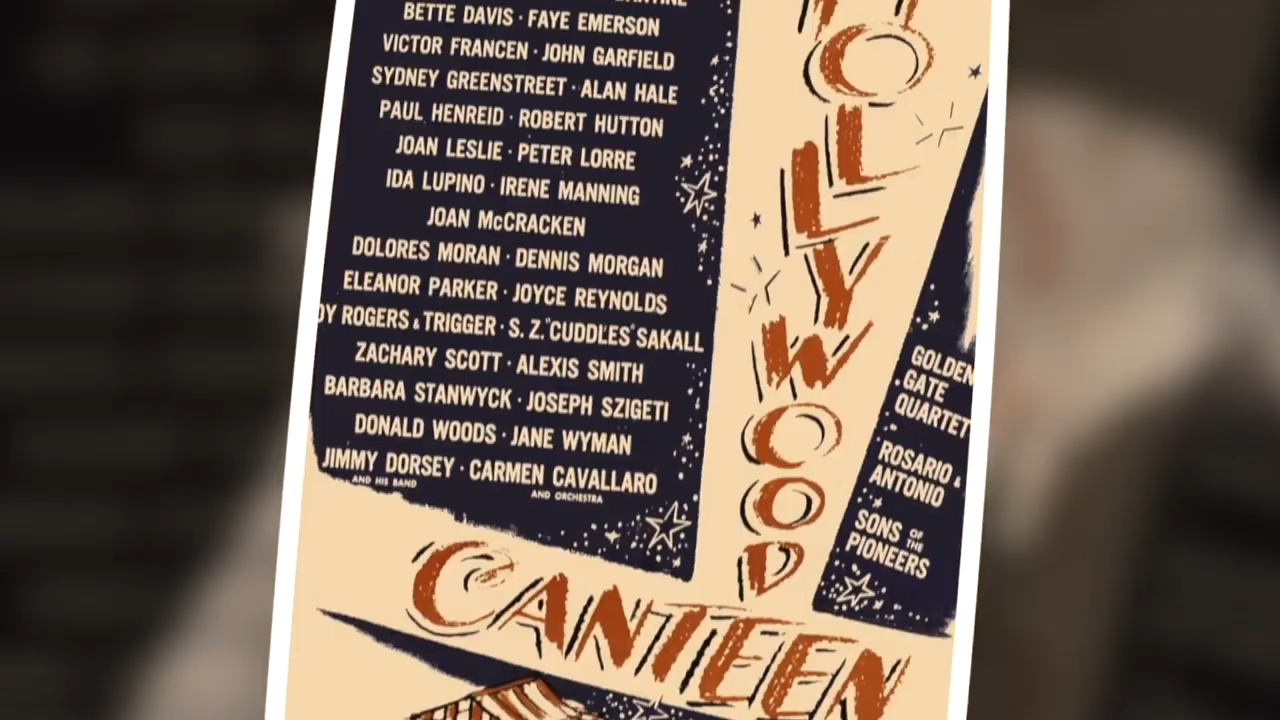 BETTE DAVIS · FAYE EMERSON
VICTOR FRANCEN · JOHN GARFIELD
SYDNEY GREENSTREET · ALAN HALE
PAUL HENREID · ROBERT HUTTON
JOAN LESLIE · PETER LORRE
IDA LUPINO · IRENE MANNING
JOAN McCRACKEN
DOLORES MORAN · DENNIS MORGAN
ELEANOR PARKER · JOYCE REYNOLDS
OY ROGERS & TRIGGER · S. Z. "CUDDLES" SAKALL
ZACHARY SCOTT · ALEXIS SMITH
BARBARA STANWYCK · JOSEPH SZIGETI
DONALD WOODS · JANE WYMAN
JIMMY DORSEY · CARMEN CAVALLARO
AND HIS BAND AND ORCHESTRA
HOLLYWOOD
CANTEEN
GOLDEN
GATE
QUARTET
ROSARIO &
ANTONIO
SONS OF THE
PIONEERS